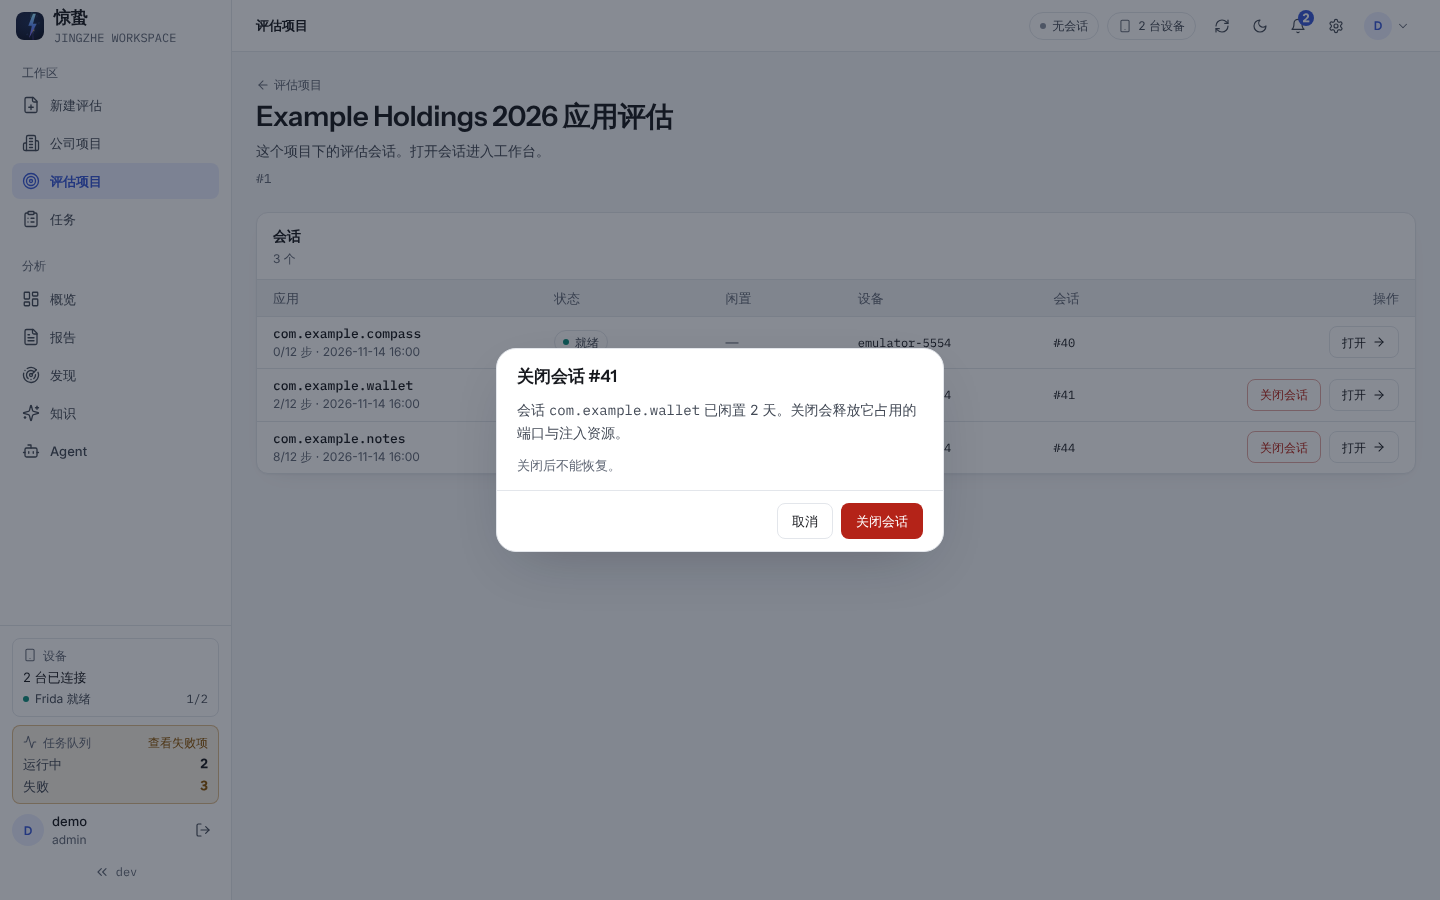 惊蛰
JINGZHE WORKSPACE
工作区
新建评估
公司项目
评估项目
任务
分析
概览
报告
发现
知识
Agent
设备
2 台已连接
Frida 就绪 1/2
任务队列 查看失败项
运行中 2
失败 3
D demo
admin
dev
评估项目 无会话 2 台设备 2 D
评估项目
Example Holdings 2026 应用评估
这个项目下的评估会话。打开会话进入工作台。
#1
会话
3 个
应用 状态 闲置 设备 会话 操作
com.example.compass 就绪 — emulator-5554 #40 打开
0/12 步 · 2026-11-14 16:00
com.example.wallet 4 #41 关闭会话 打开
2/12 步 · 2026-11-14 16:00
com.example.notes 4 #44 关闭会话 打开
8/12 步 · 2026-11-14 16:00
关闭会话 #41
会话 com.example.wallet 已闲置 2 天。关闭会释放它占用的
端口与注入资源。
关闭后不能恢复。
取消 关闭会话